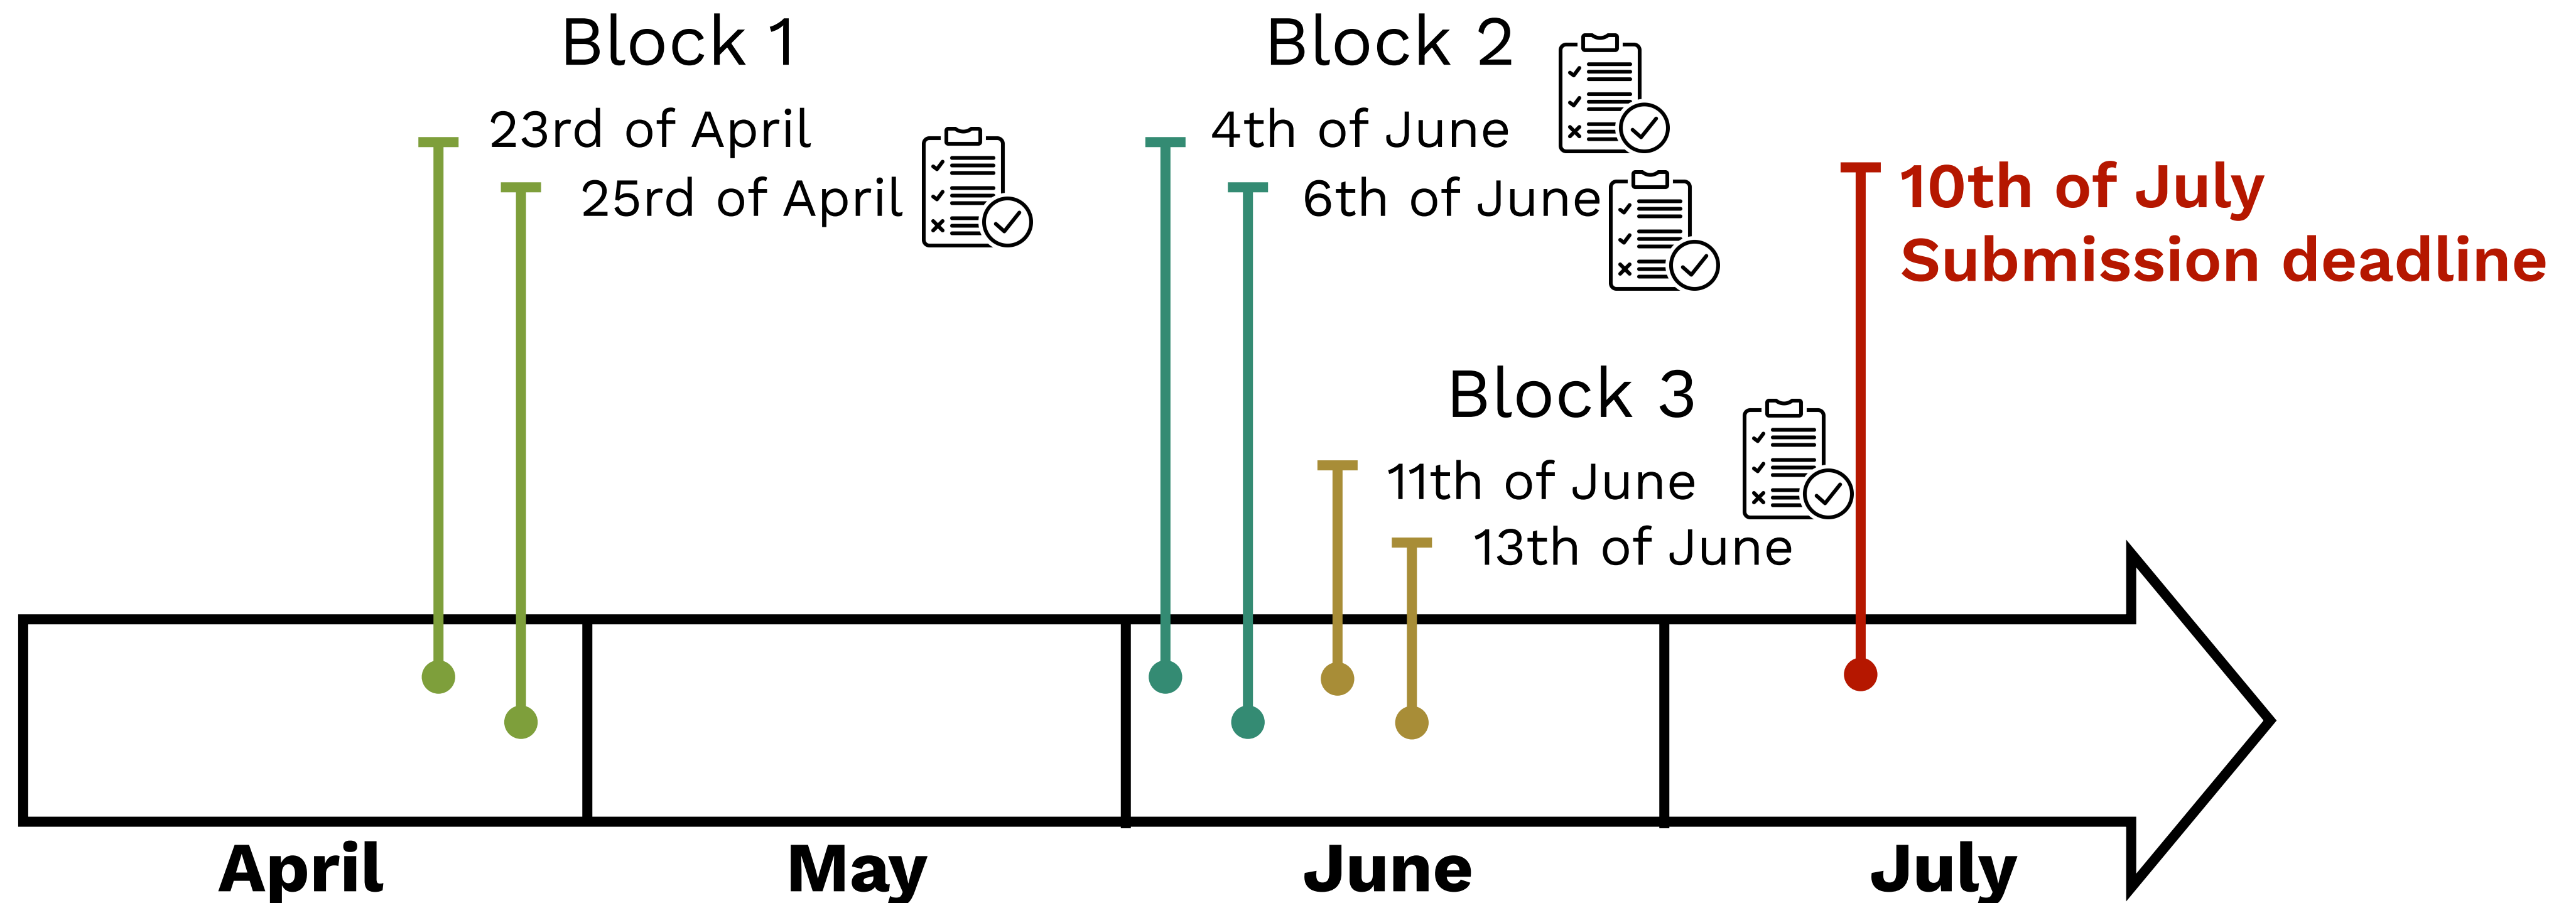 Block 1
23rd of April
25rd of April
Block 2
4th of June
6th of June
10th of July
Submission deadline
Block 3
11th of June
13th of June
April
May
June
July